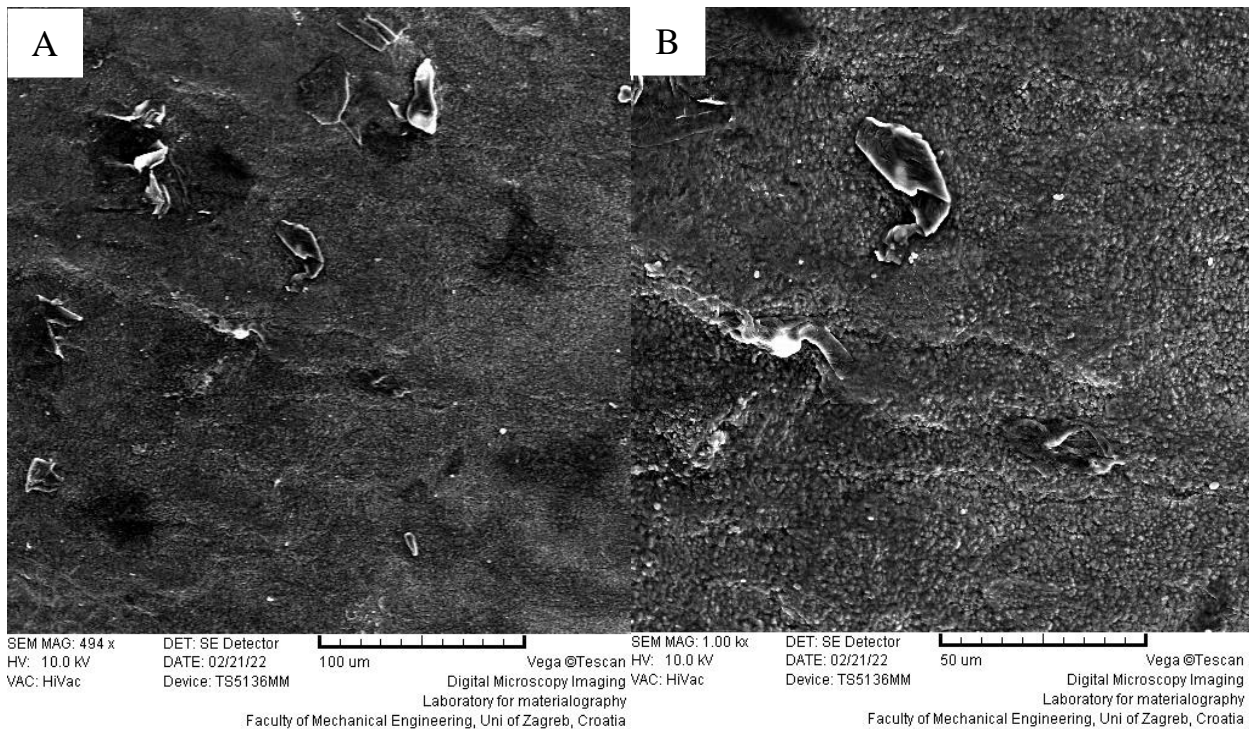 A
B
SEM MAG: 494 x DET: SE Detector
HV: 10.0 kV DATE: 02/21/22 100 um Vega ©Tescan
VAC: HiVac Device: TS5136MM Digital Microscopy Imaging
Laboratory for materialography
Faculty of Mechanical Engineering, Uni of Zagreb, Croatia
SEM MAG: 1.00 kx DET: SE Detector
HV: 10.0 kV DATE: 02/21/22 50 um Vega ©Tescan
VAC: HiVac Device: TS5136MM Digital Microscopy Imaging
Laboratory for materialography
Faculty of Mechanical Engineering, Uni of Zagreb, Croatia